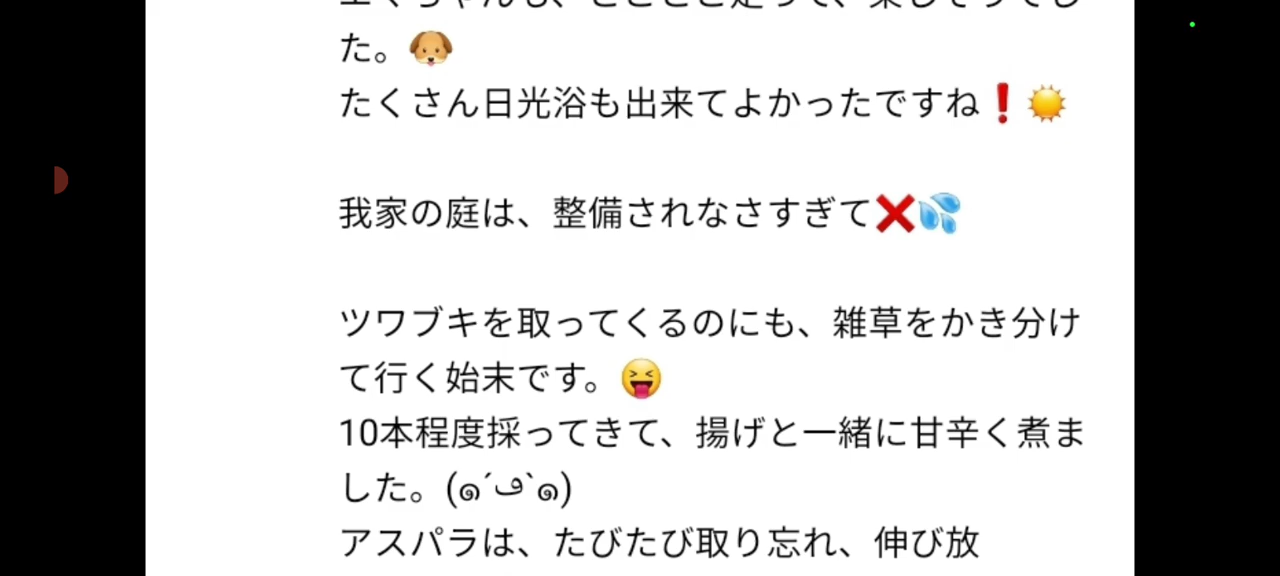 た。🐶
たくさん日光浴も出来てよかったですね❗☀️
我家の庭は、整備されなさすぎて❌💦
ツワブキを取ってくるのにも、雑草をかき分け
て行く始末です。😝
10本程度採ってきて、揚げと一緒に甘辛く煮ま
した。(๑´ڡ`๑)
アスパラは、たびたび取り忘れ、伸び放